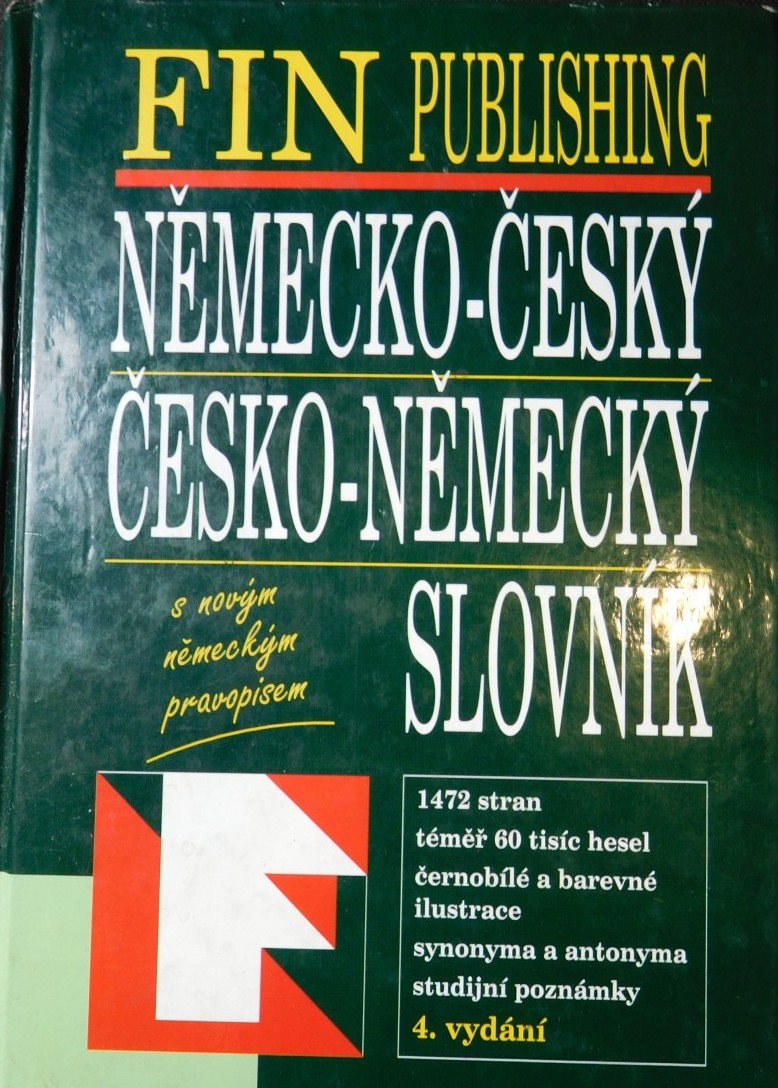 FIN PUBLISHING
NĚMECKO-ČESKÝ
ČESKO-NĚMECKÝ
SLOVNÍK
s novým
německým
pravopisem
1472 stran
téměř 60 tisíc hesel
černobílé a barevné
ilustrace
synonyma a antonyma
studijní poznámky
4. vydání